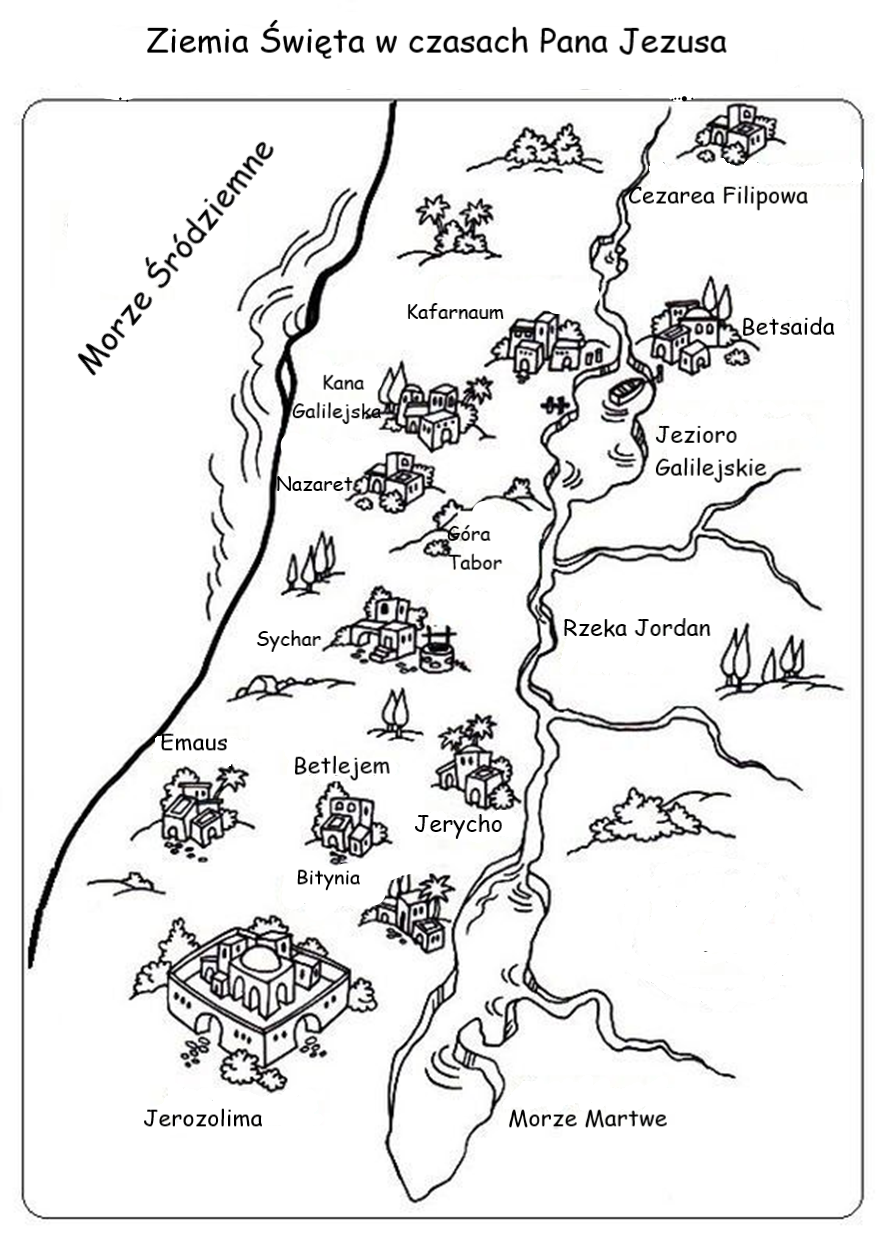 Ziemia Święta w czasach Pana Jezusa
Morze Śródziemne
Cezarea Filipowa
Kafarnaum
Betsaida
Kana
Galilejska
Jezioro
Galilejskie
Nazaret
Góra
Tabor
Rzeka Jordan
Sychar
Emaus
Betlejem
Jerycho
Bitynia
Jerozolima
Morze Martwe